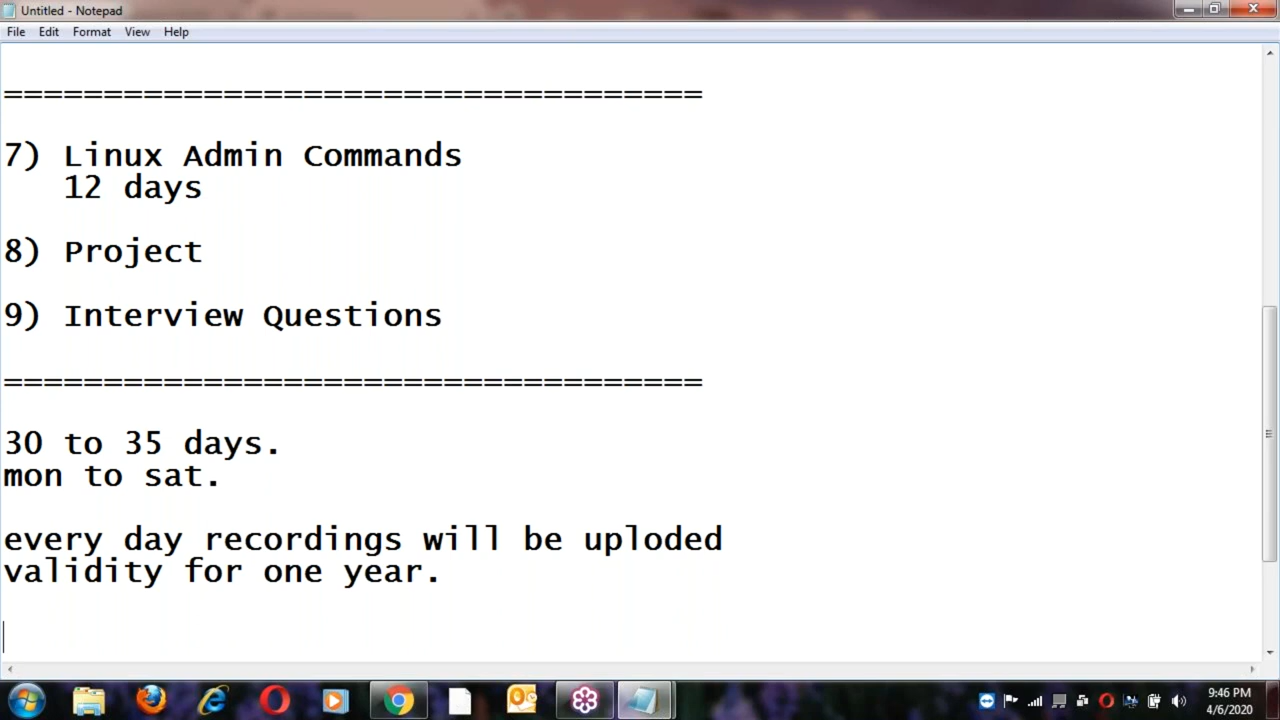 Untitled - Notepad
File Edit Format View Help
===================================
7) Linux Admin Commands
12 days
8) Project
9) Interview Questions
===================================
30 to 35 days.
mon to sat.
every day recordings will be uploded
validity for one year.
9:46 PM
4/6/2020